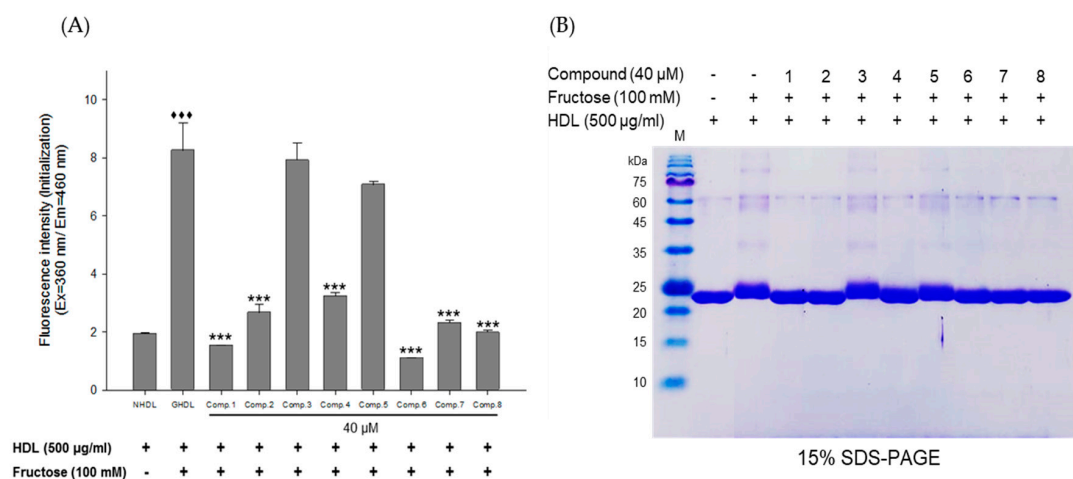 (A)
Fluorescence intensity (Initialization)
(Ex=360 nm/ Em=460 nm)
10
8
6
4
2
0
♦♦♦
***
***
***
***
***
***
NHDL GHDL Comp.1 Comp.2 Comp.3 Comp.4 Comp.5 Comp.6 Comp.7 Comp.8
40 µM
HDL (500 µg/ml) + + + + + + + + + +
Fructose (100 mM) - + + + + + + + + +
(B)
Compound (40 µM) - - 1 2 3 4 5 6 7 8
Fructose (100 mM) - + + + + + + + + +
HDL (500 µg/ml) + + + + + + + + + +
M
kDa
75
60
45
35
25
20
15
10
15% SDS-PAGE